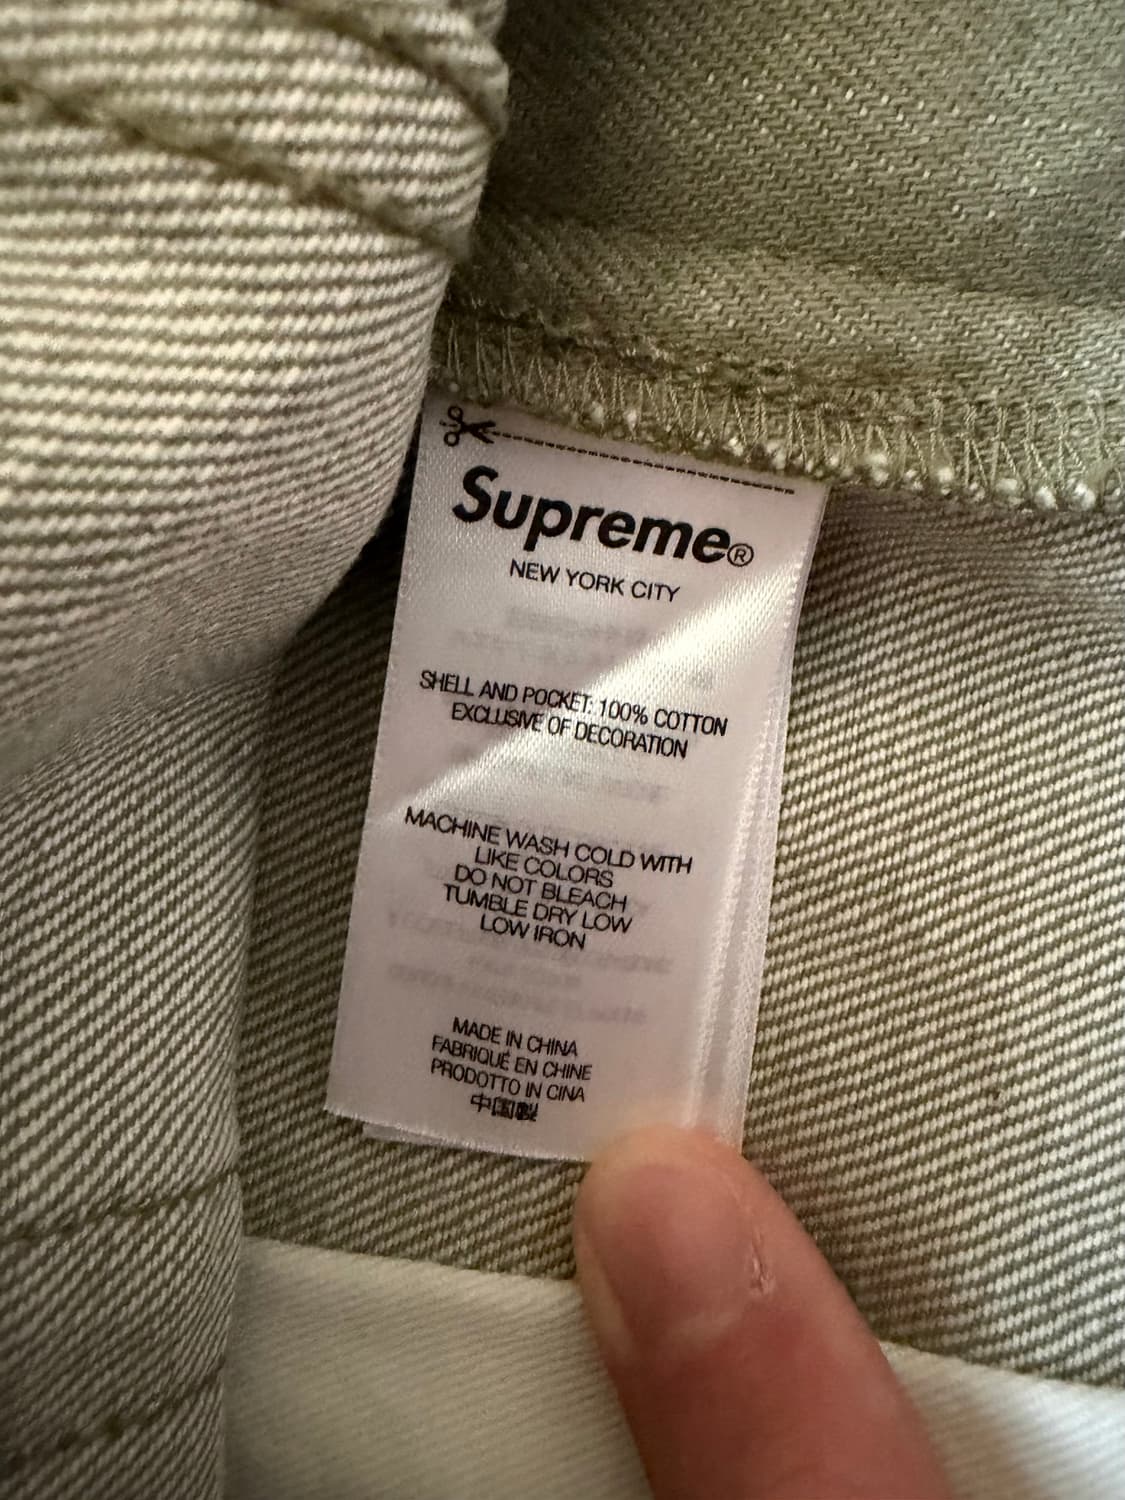 Supreme®
NEW YORK CITY
SHELL AND POCKET: 100% COTTON
EXCLUSIVE OF DECORATION
MACHINE WASH COLD WITH
LIKE COLORS
DO NOT BLEACH
TUMBLE DRY LOW
LOW IRON
MADE IN CHINA
FABRIQUÉ EN CHINE
PRODOTTO IN CINA
中国製